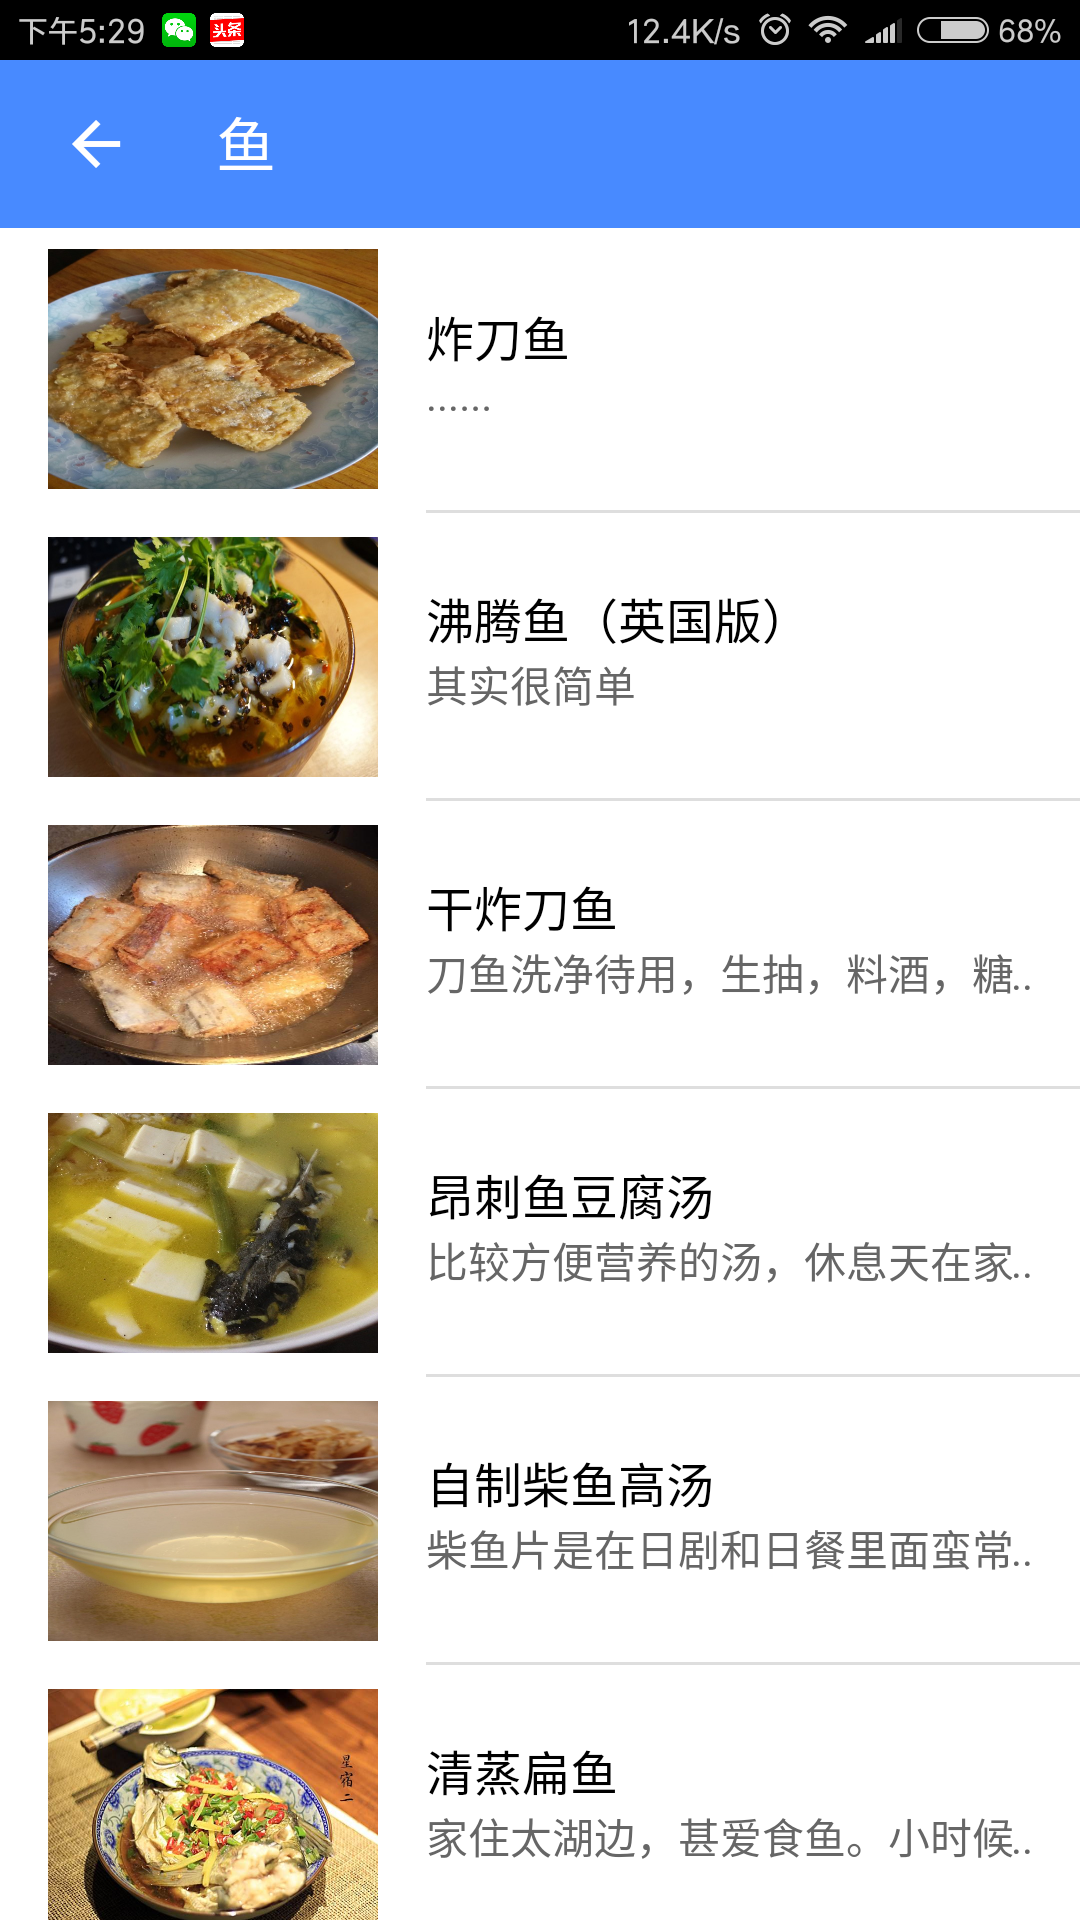 下午5:29 头条 12.4K/s 68%
鱼
炸刀鱼
······
沸腾鱼（英国版）
其实很简单
干炸刀鱼
刀鱼洗净待用，生抽，料酒，糖..
昂刺鱼豆腐汤
比较方便营养的汤，休息天在家..
自制柴鱼高汤
柴鱼片是在日剧和日餐里面蛮常..
清蒸扁鱼
家住太湖边，甚爱食鱼。小时候..
星宿二